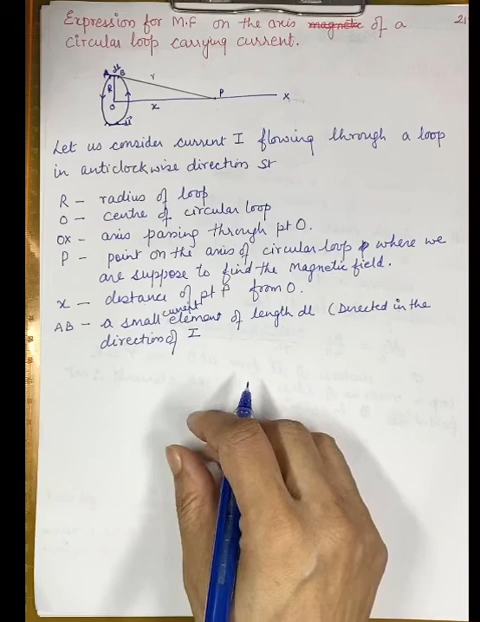 Expression for M.F on the axis magnetic of a 21
circular loop carrying current.
A dl B
r
R
P
O x X
dl
Let us consider current I flowing through a loop
in anticlockwise direction st
R - radius of loop
O - centre of circular loop
OX - axis passing through pt O.
P - point on the axis of circular loop p where we
are suppose to find the magnetic field.
x - distance of pt P from O.
AB - a small current element of length dl (Directed in the
direction of I